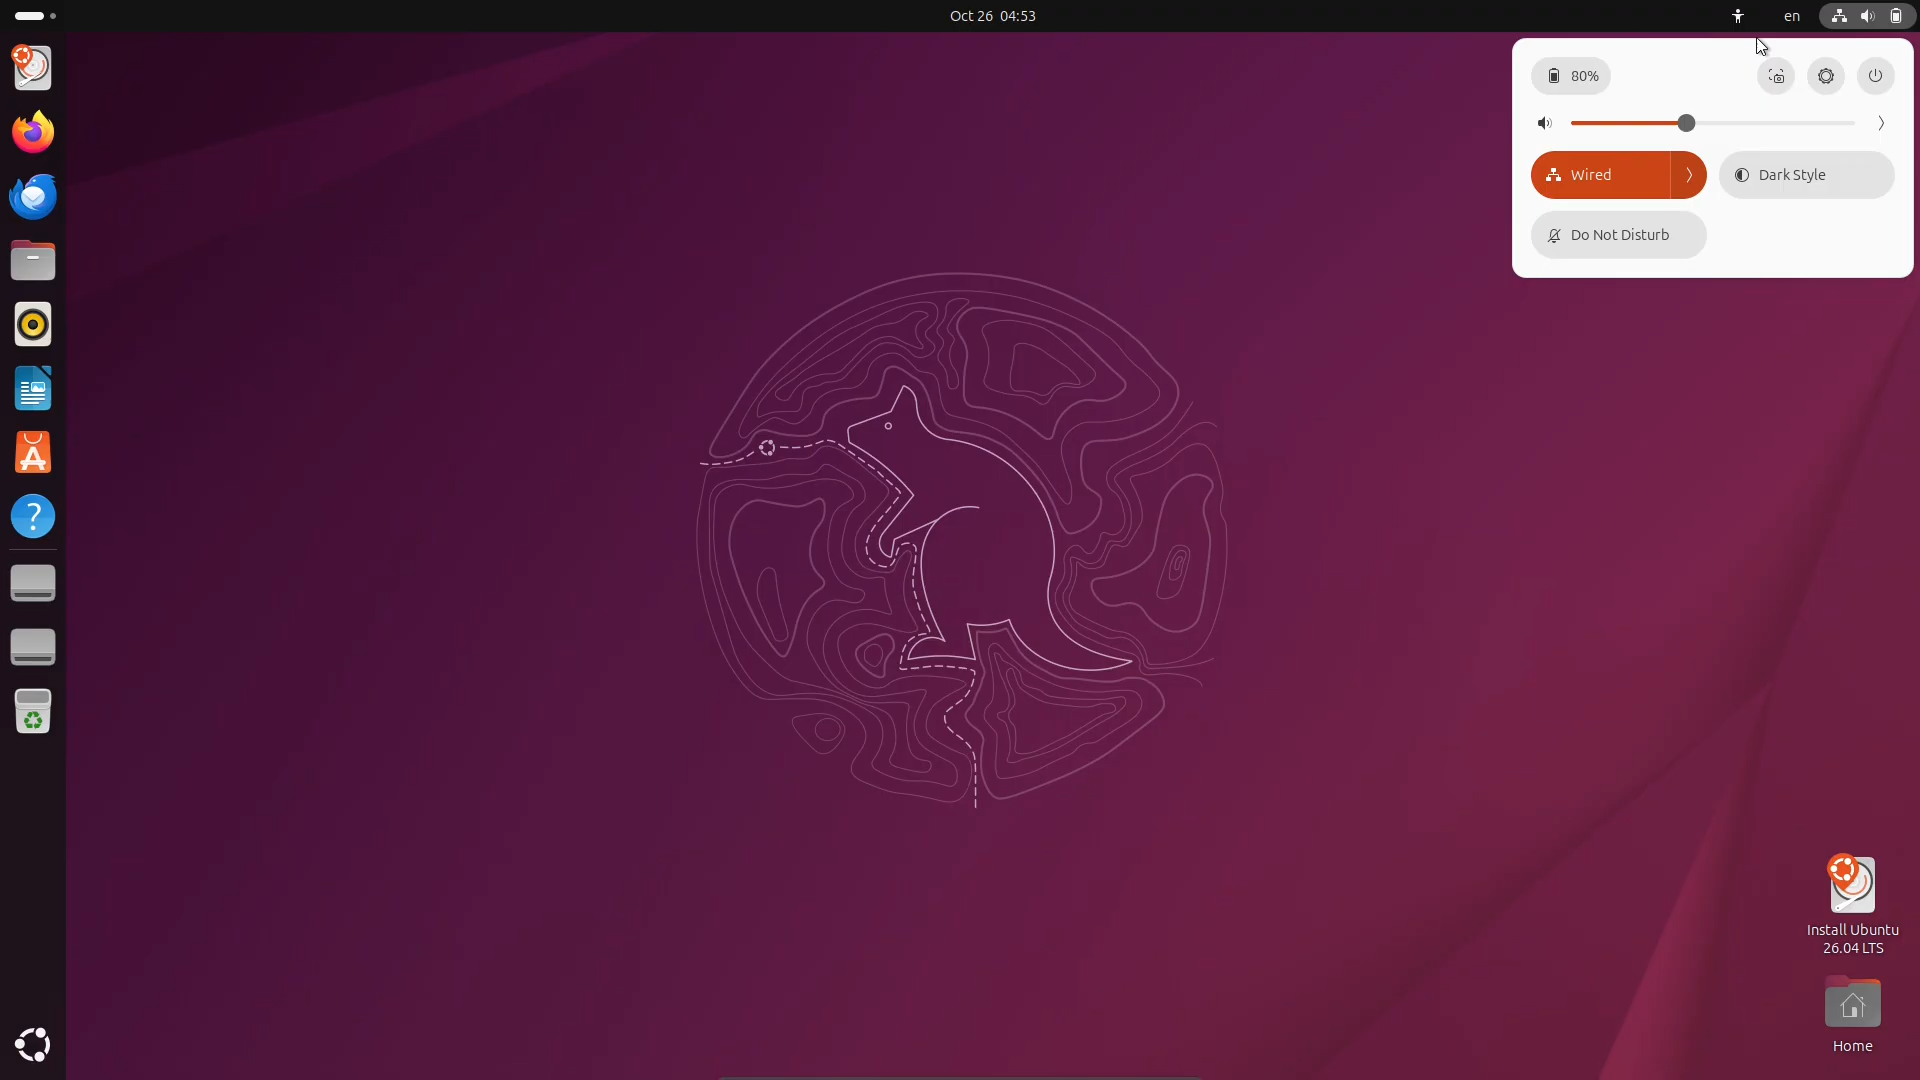 Oct 26 04:53
en
80%
Wired
Dark Style
Do Not Disturb
Install Ubuntu
26.04 LTS
Home